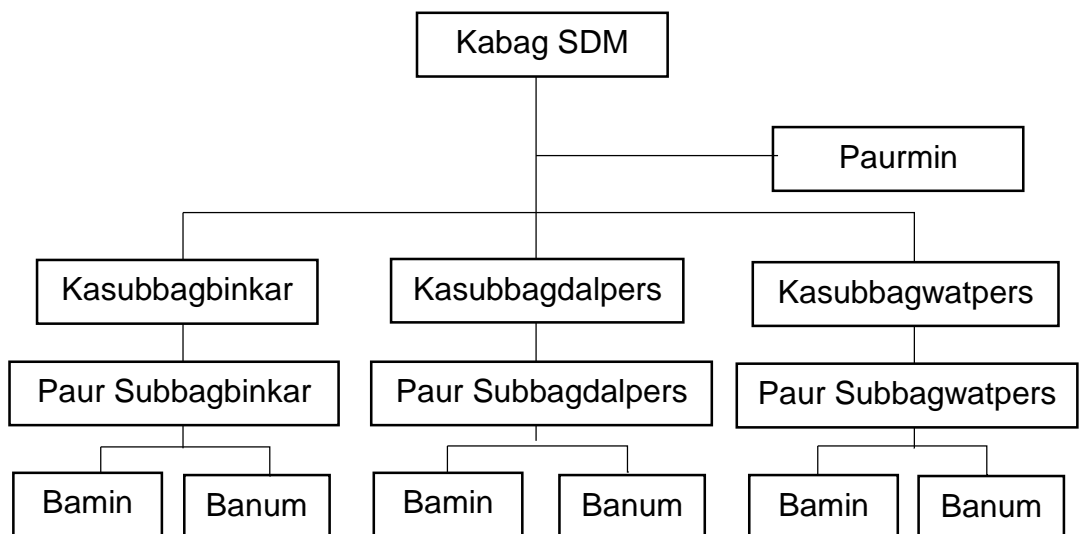 Kabag SDM
Paurmin
Kasubbagbinkar
Kasubbagdalpers
Kasubbagwatpers
Paur Subbagbinkar
Paur Subbagdalpers
Paur Subbagwatpers
Bamin
Banum
Bamin
Banum
Bamin
Banum